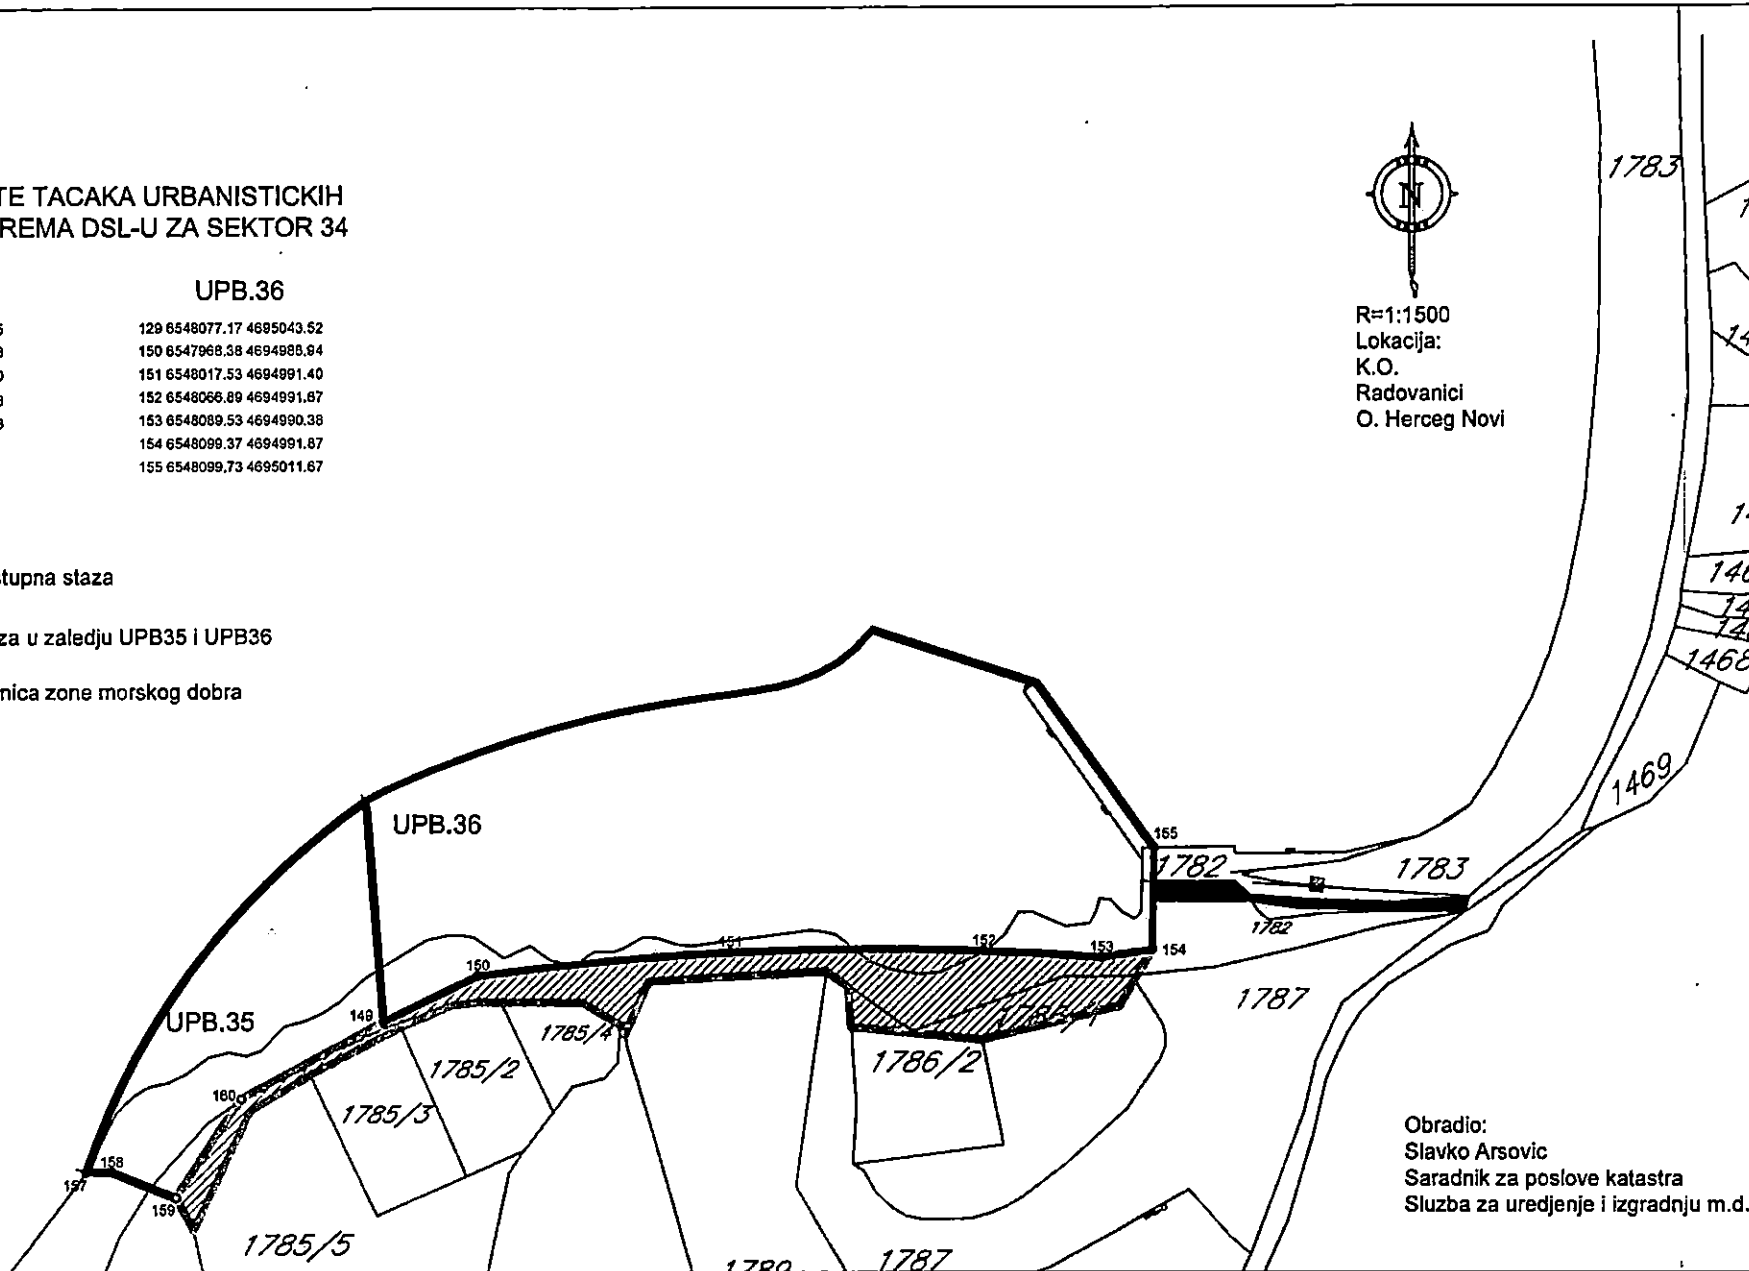 TE TACAKA URBANISTICKIH
REMA DSL-U ZA SEKTOR 34
UPB.36
129 6548077.17 4695043.52
150 6547968.38 4694986.94
151 6548017.53 4694991.40
152 6548066.89 4694991.67
153 6548089.53 4694990.38
154 6548099.37 4694991.87
155 6548099.73 4695011.67
stupna staza
za u zaledju UPB35 i UPB36
nica zone morskog dobra
N
R=1:1500
Lokacija:
K.O.
Radovanici
O. Herceg Novi
1783
1468
1469
UPB.36
155
1782
1783
1782
151
152
153
154
150
149
UPB.35
1787
1785/4
1785/2
1786/2
160
1785/3
158
157
159
1785/5
1787
Obradio:
Slavko Arsovic
Saradnik za poslove katastra
Sluzba za uredjenje i izgradnju m.d.